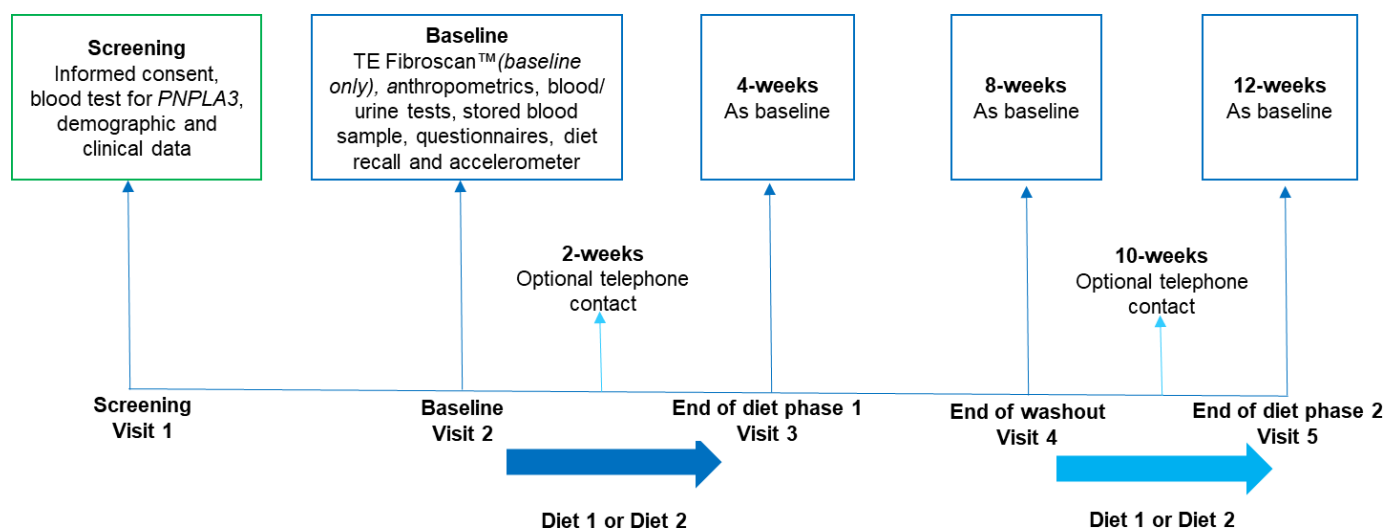 Screening
Informed consent,
blood test for PNPLA3,
demographic and
clinical data
Baseline
TE Fibroscan™(baseline
only), anthropometrics, blood/
urine tests, stored blood
sample, questionnaires, diet
recall and accelerometer
4-weeks
As baseline
8-weeks
As baseline
12-weeks
As baseline
2-weeks
Optional telephone
contact
10-weeks
Optional telephone
contact
Screening
Visit 1
Baseline
Visit 2
End of diet phase 1
Visit 3
End of washout
Visit 4
End of diet phase 2
Visit 5
Diet 1 or Diet 2
Diet 1 or Diet 2